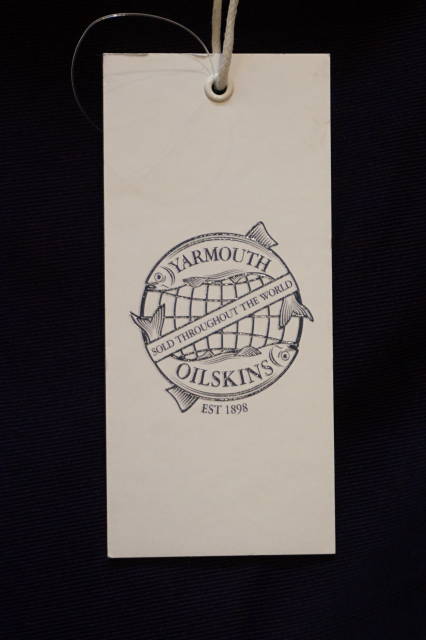 YARMOUTH
SOLD THROUGHOUT THE WORLD
OILSKINS
EST 1898